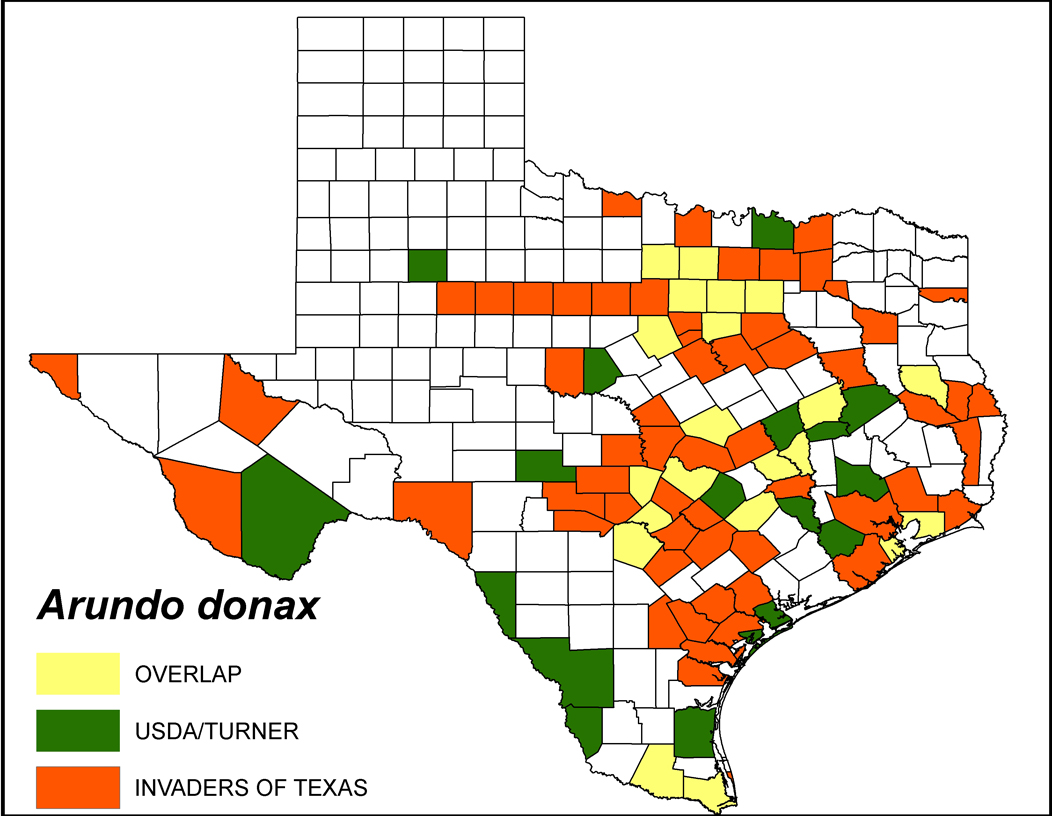 Arundo donax
OVERLAP
USDA/TURNER
INVADERS OF TEXAS